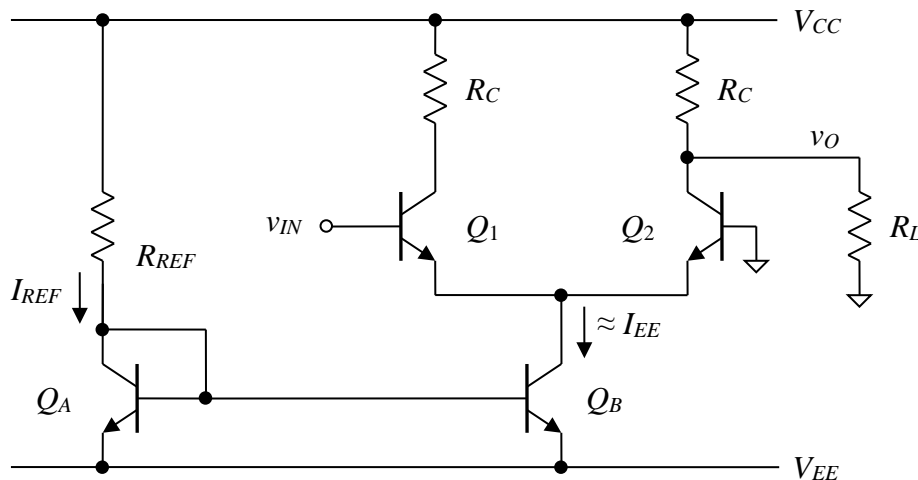 V_CC
R_C
R_C
v_O
v_IN
Q_1
Q_2
R_L
R_REF
I_REF
≈ I_EE
Q_A
Q_B
V_EE